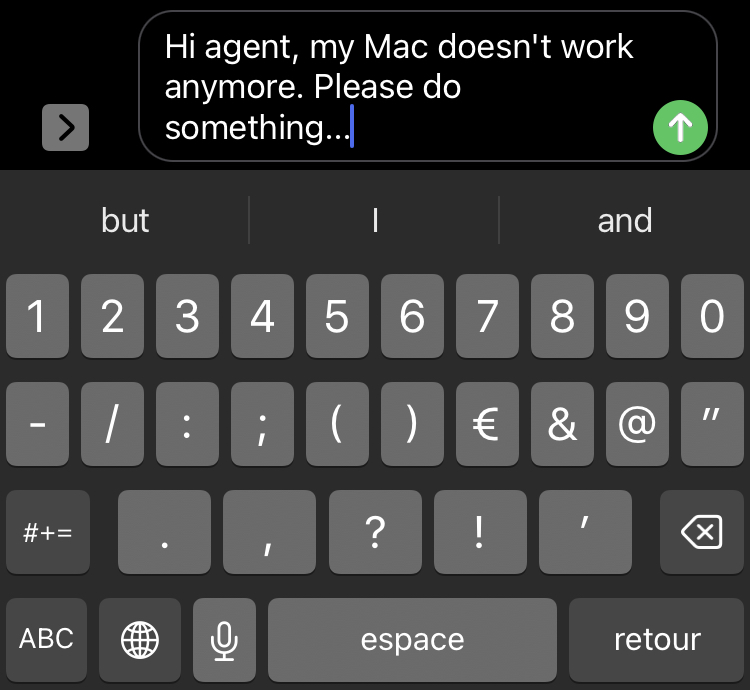 Hi agent, my Mac doesn't work
anymore. Please do
something...
but I and
1 2 3 4 5 6 7 8 9 0
- / : ; ( ) € & @ "
#+= . , ? ! '
ABC espace retour